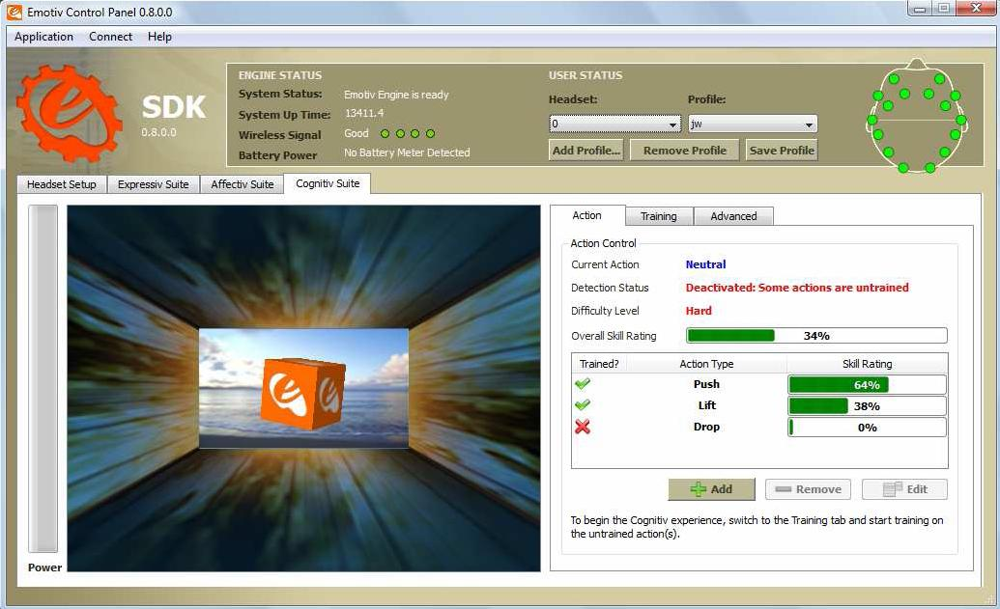 Emotiv Control Panel 0.8.0.0
Application Connect Help
SDK
0.8.0.0
ENGINE STATUS
System Status: Emotiv Engine is ready
System Up Time: 13411.4
Wireless Signal Good
Battery Power No Battery Meter Detected
USER STATUS
Headset: Profile:
0 jw
Add Profile... Remove Profile Save Profile
Headset Setup Expressiv Suite Affectiv Suite Cognitiv Suite
Power
Action Training Advanced
Action Control
Current Action Neutral
Detection Status Deactivated: Some actions are untrained
Difficulty Level Hard
Overall Skill Rating 34%
Trained? Action Type Skill Rating
Push 64%
Lift 38%
Drop 0%
Add Remove Edit
To begin the Cognitiv experience, switch to the Training tab and start training on
the untrained action(s).